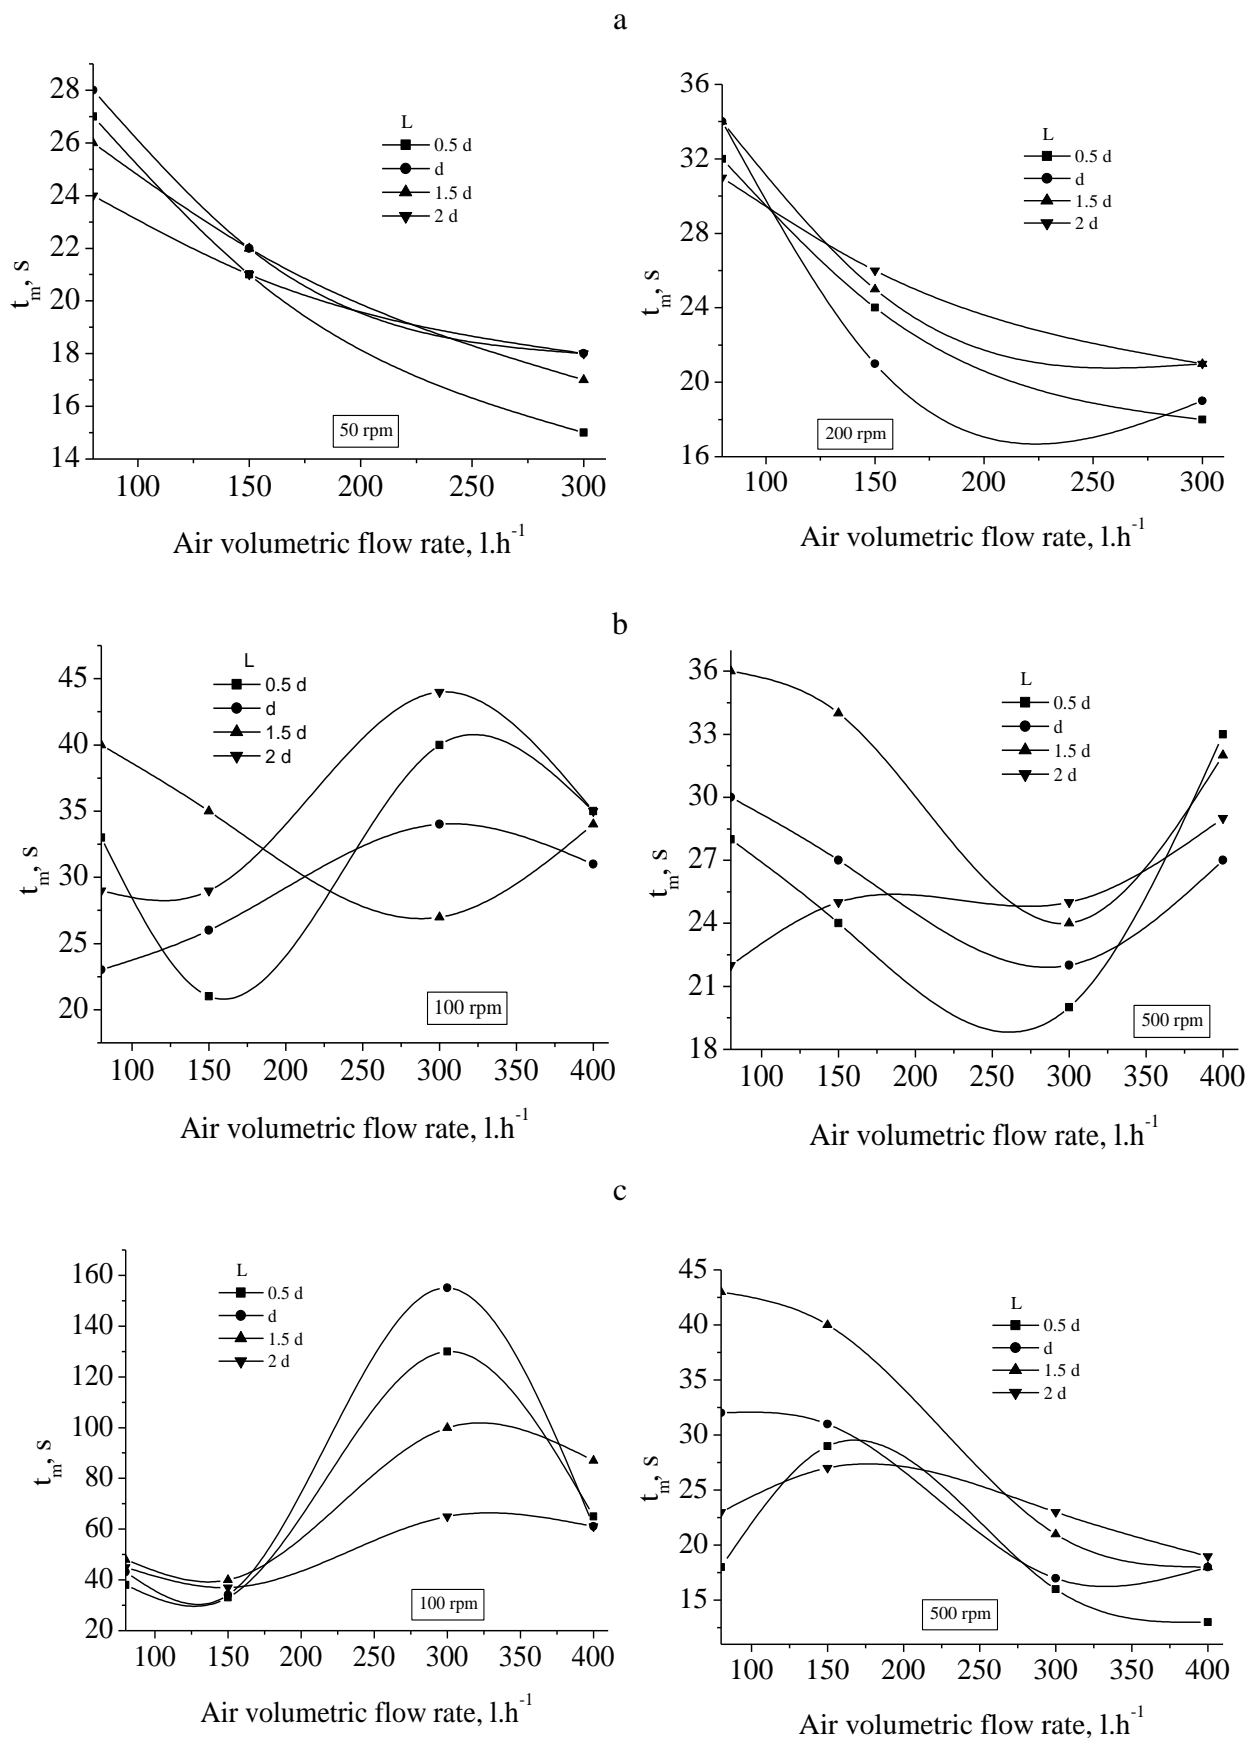 a
28
26
24
22
20
18
16
14
t_m, s
L
0.5 d
d
1.5 d
2 d
50 rpm
100 150 200 250 300
Air volumetric flow rate, l.h^-1
36
32
28
24
20
16
t_m, s
L
0.5 d
d
1.5 d
2 d
200 rpm
100 150 200 250 300
Air volumetric flow rate, l.h^-1
b
45
40
35
30
25
20
t_m, s
L
0.5 d
d
1.5 d
2 d
100 rpm
100 150 200 250 300 350 400
Air volumetric flow rate, l.h^-1
36
33
30
27
24
21
18
t_m, s
L
0.5 d
d
1.5 d
2 d
500 rpm
100 150 200 250 300 350 400
Air volumetric flow rate, l.h^-1
c
160
140
120
100
80
60
40
20
t_m, s
L
0.5 d
d
1.5 d
2 d
100 rpm
100 150 200 250 300 350 400
Air volumetric flow rate, l.h^-1
45
40
35
30
25
20
15
t_m, s
L
0.5 d
d
1.5 d
2 d
500 rpm
100 150 200 250 300 350 400
Air volumetric flow rate, l.h^-1